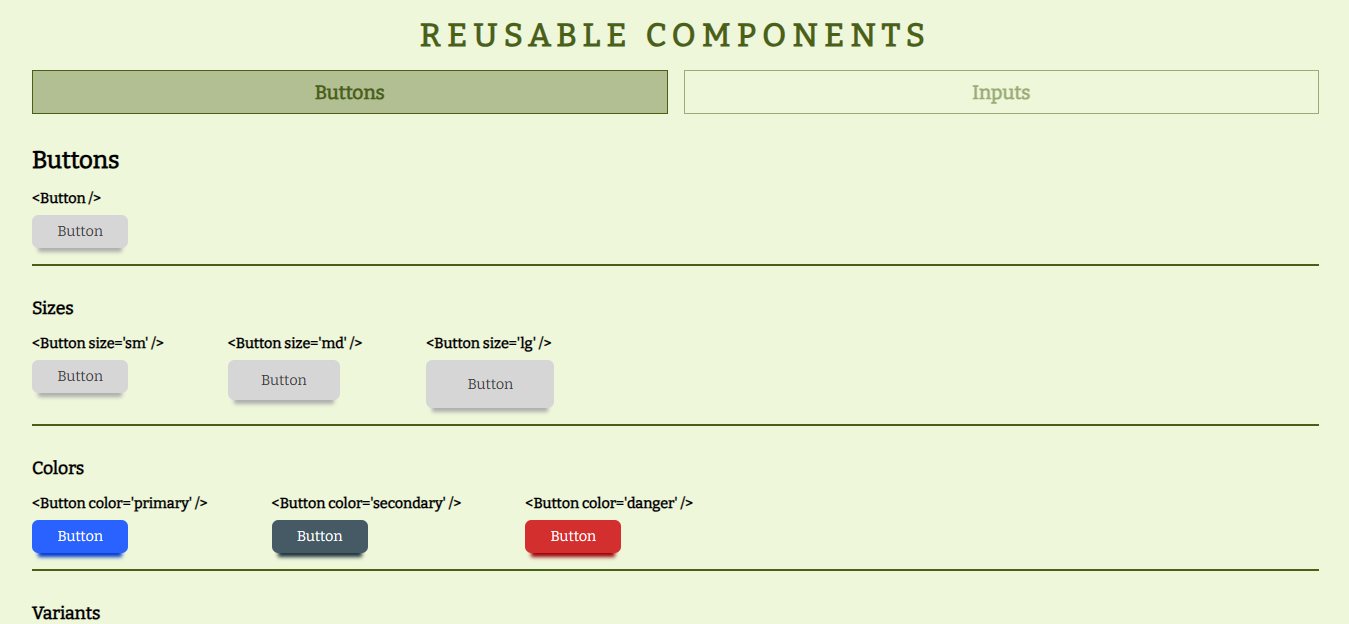 REUSABLE COMPONENTS
Buttons Inputs
Buttons
<Button />
Button
Sizes
<Button size='sm' /> <Button size='md' /> <Button size='lg' />
Button Button Button
Colors
<Button color='primary' /> <Button color='secondary' /> <Button color='danger' />
Button Button Button
Variants